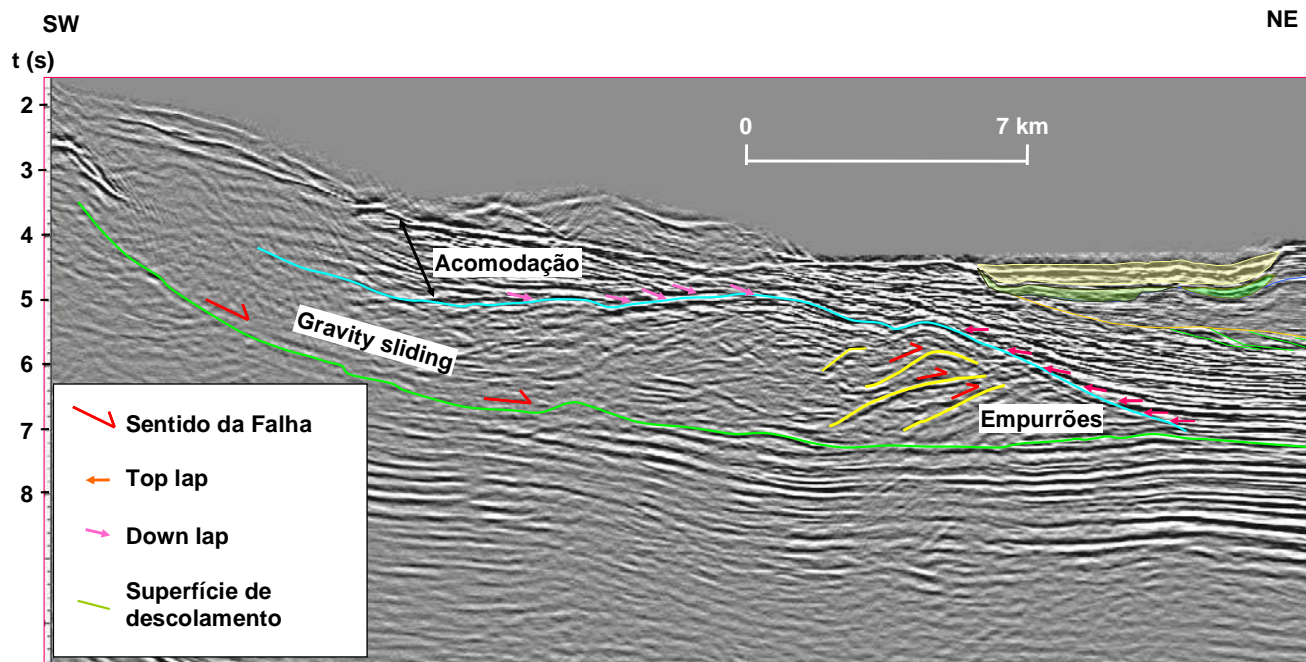 SW
NE
t (s)
2
3
4
5
6
7
8
0
7 km
Acomodação
Gravity sliding
Empurrões
Sentido da Falha
Top lap
Down lap
Superfície de
descolamento